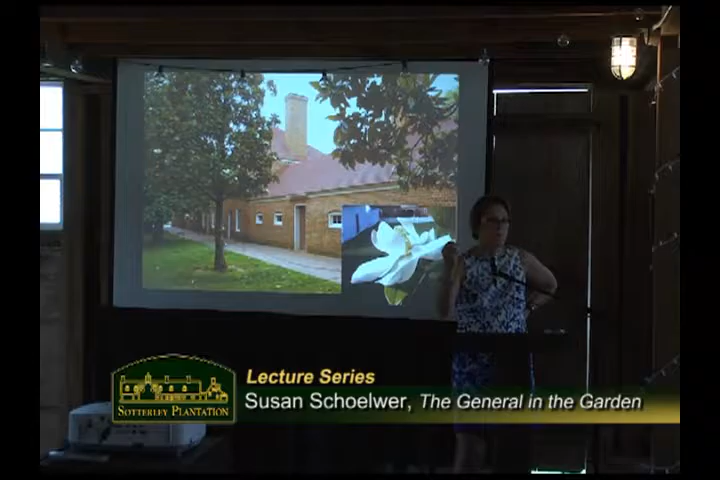 Lecture Series
Susan Schoelwer, The General in the Garden
SOTTERLEY PLANTATION